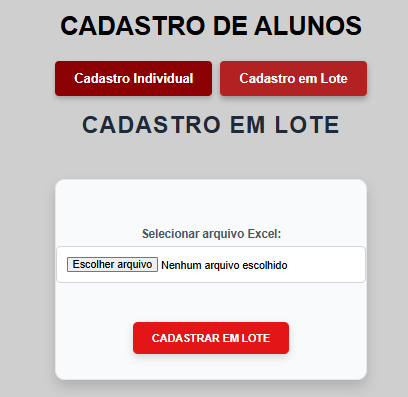 CADASTRO DE ALUNOS
Cadastro Individual Cadastro em Lote
CADASTRO EM LOTE
Selecionar arquivo Excel:
Escolher arquivo Nenhum arquivo escolhido
CADASTRAR EM LOTE